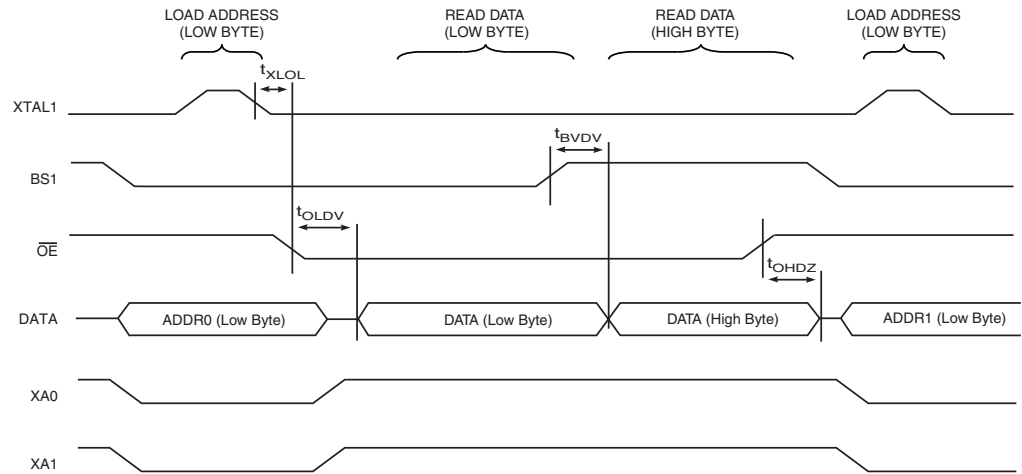 LOAD ADDRESS
(LOW BYTE)
READ DATA
(LOW BYTE)
READ DATA
(HIGH BYTE)
LOAD ADDRESS
(LOW BYTE)
tXLOL
XTAL1
tBVDV
BS1
tOLDV
OE
tOHDZ
DATA
ADDR0 (Low Byte)
DATA (Low Byte)
DATA (High Byte)
ADDR1 (Low Byte)
XA0
XA1